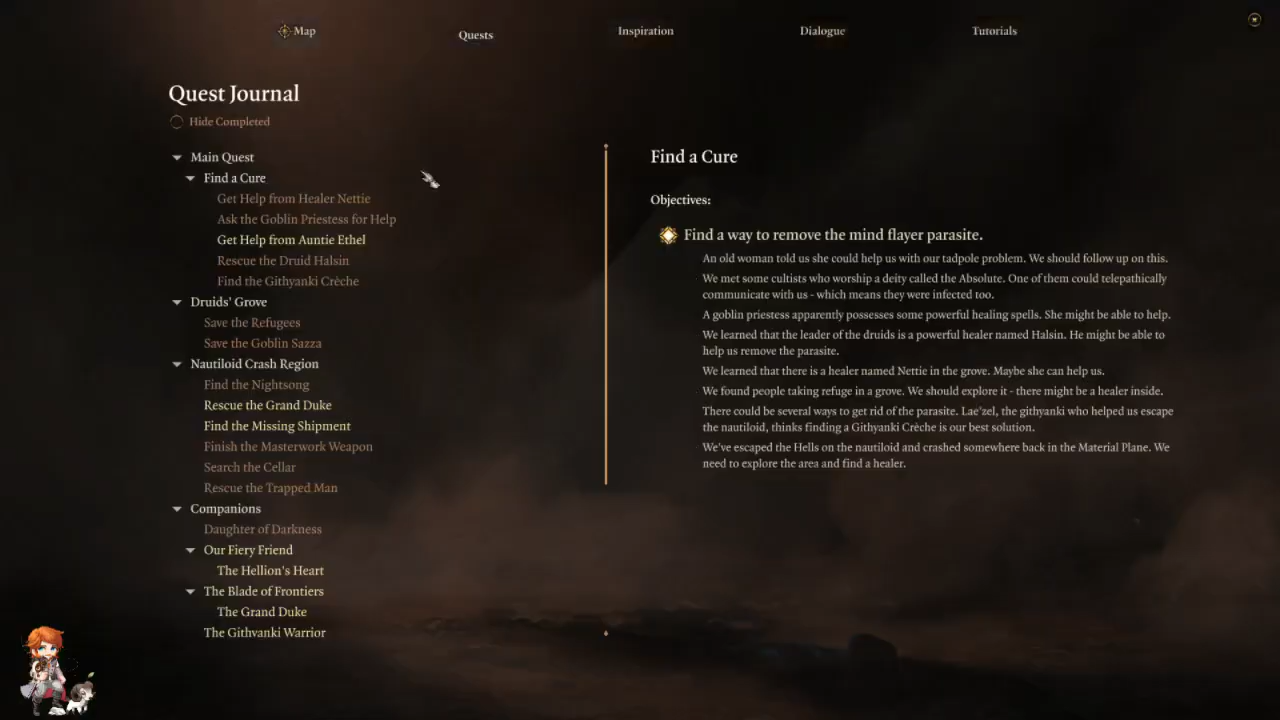 Map
Quests
Inspiration
Dialogue
Tutorials
Quest Journal
Hide Completed
Main Quest
Find a Cure
Get Help from Healer Nettie
Ask the Goblin Priestess for Help
Get Help from Auntie Ethel
Rescue the Druid Halsin
Find the Githyanki Crèche
Druids' Grove
Save the Refugees
Save the Goblin Sazza
Nautiloid Crash Region
Find the Nightsong
Rescue the Grand Duke
Find the Missing Shipment
Finish the Masterwork Weapon
Search the Cellar
Rescue the Trapped Man
Companions
Daughter of Darkness
Our Fiery Friend
The Hellion's Heart
The Blade of Frontiers
The Grand Duke
The Githyanki Warrior
Find a Cure
Objectives:
Find a way to remove the mind flayer parasite.
An old woman told us she could help us with our tadpole problem. We should follow up on this.
We met some cultists who worship a deity called the Absolute. One of them could telepathically
communicate with us - which means they were infected too.
A goblin priestess apparently possesses some powerful healing spells. She might be able to help.
We learned that the leader of the druids is a powerful healer named Halsin. He might be able to
help us remove the parasite.
We learned that there is a healer named Nettie in the grove. Maybe she can help us.
We found people taking refuge in a grove. We should explore it - there might be a healer inside.
There could be several ways to get rid of the parasite. Lae'zel, the githyanki who helped us escape
the nautiloid, thinks finding a Githyanki Crèche is our best solution.
We've escaped the Hells on the nautiloid and crashed somewhere back in the Material Plane. We
need to explore the area and find a healer.